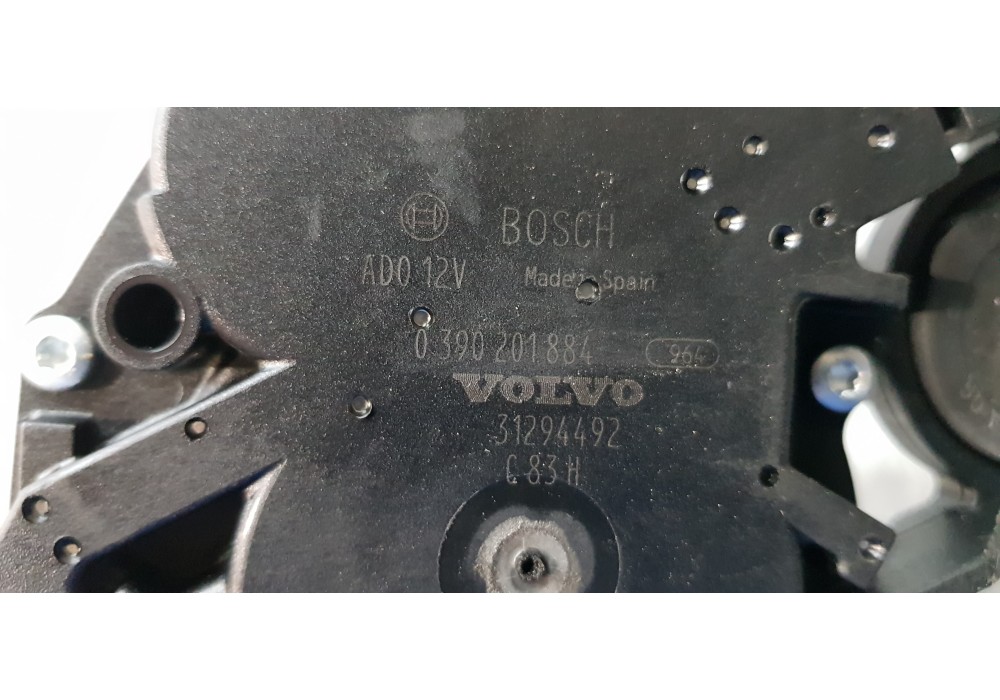 BOSCH
ADO 12V Made in Spain
0 390 201 884 964
VOLVO
31294492
C 83 H